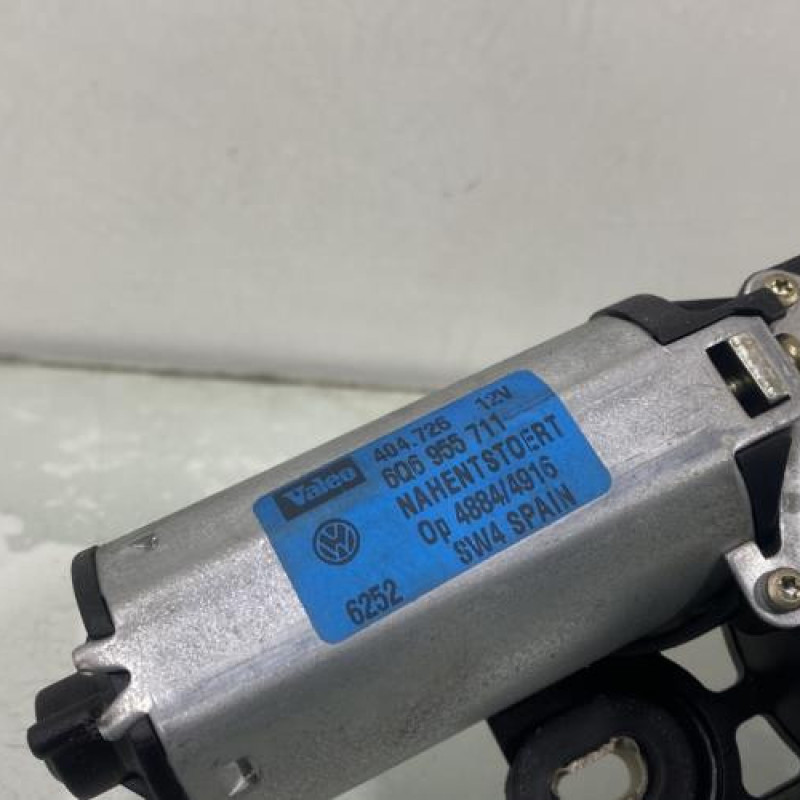 Valeo 404.726 12V
6Q6 955 711
NAHENTSTOERT
Op 4884/4916
SW4 SPAIN
6252